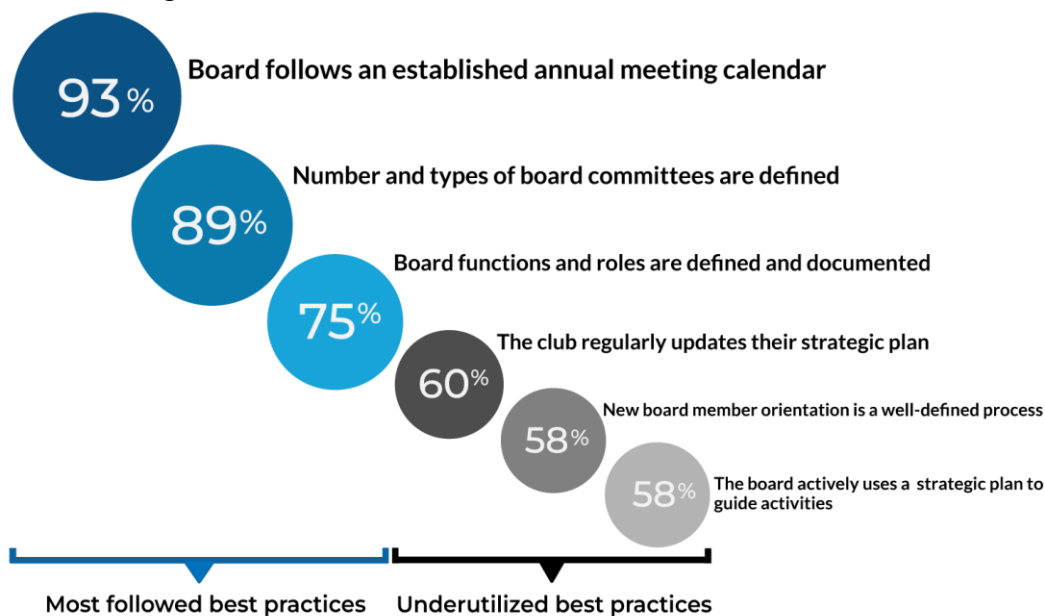 93%
Board follows an established annual meeting calendar
89%
Number and types of board committees are defined
75%
Board functions and roles are defined and documented
60%
The club regularly updates their strategic plan
58%
New board member orientation is a well-defined process
58%
The board actively uses a strategic plan to
guide activities
Most followed best practices
Underutilized best practices